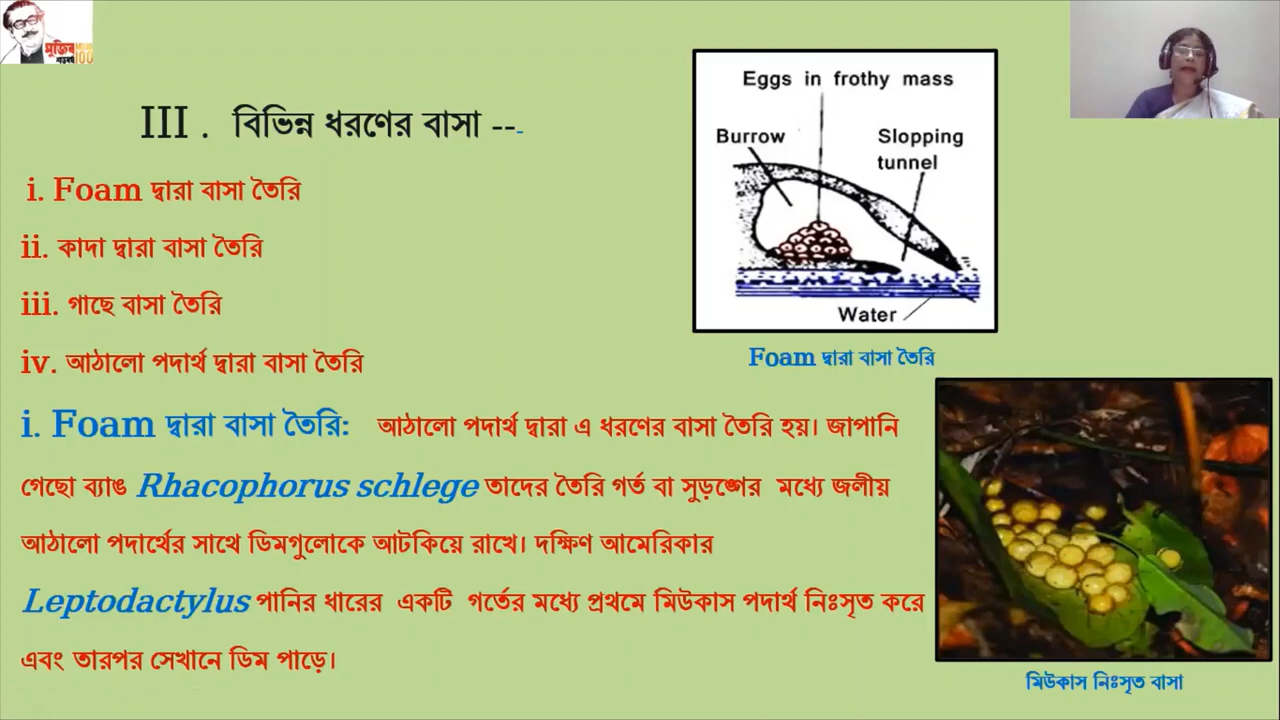 মুজিব
শতবর্ষ 100
III . বিভিন্ন ধরণের বাসা ---
i. Foam দ্বারা বাসা তৈরি
ii. কাদা দ্বারা বাসা তৈরি
iii. গাছে বাসা তৈরি
iv. আঠালো পদার্থ দ্বারা বাসা তৈরি
Eggs in frothy mass
Burrow
Slopping
tunnel
Water
Foam দ্বারা বাসা তৈরি
i. Foam দ্বারা বাসা তৈরি: আঠালো পদার্থ দ্বারা এ ধরণের বাসা তৈরি হয়। জাপানি
গেছো ব্যাঙ Rhacophorus schlege তাদের তৈরি গর্ত বা সুড়ঙ্গের মধ্যে জলীয়
আঠালো পদার্থের সাথে ডিমগুলোকে আটকিয়ে রাখে। দক্ষিণ আমেরিকার
Leptodactylus পানির ধারের একটি গর্তের মধ্যে প্রথমে মিউকাস পদার্থ নিঃসৃত করে
এবং তারপর সেখানে ডিম পাড়ে।
মিউকাস নিঃসৃত বাসা